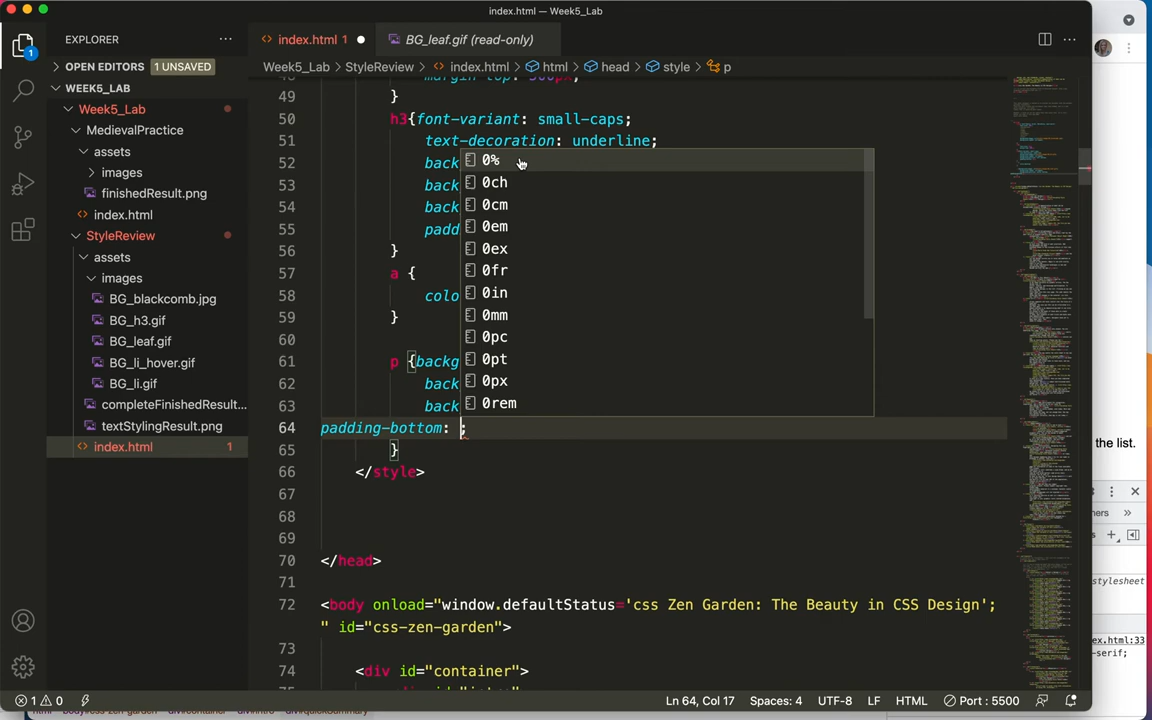 index.html — Week5_Lab
EXPLORER
index.html 1
BG_leaf.gif (read-only)
OPEN EDITORS 1 UNSAVED
Week5_Lab > StyleReview > index.html > html > head > style > p
WEEK5_LAB
Week5_Lab
MedievalPractice
assets
images
finishedResult.png
index.html
StyleReview
assets
images
BG_blackcomb.jpg
BG_h3.gif
BG_leaf.gif
BG_li_hover.gif
BG_li.gif
completeFinishedResult...
textStylingResult.png
index.html 1
49 }
50 h3{font-variant: small-caps;
51 text-decoration: underline;
52 back
53 back
54 back
55 padd
56 }
57 a {
58 colo
59 }
60
61 p {backg
62 back
63 back
64 padding-bottom: ;
65 }
66 </style>
67
68
69
70 </head>
71
72 <body onload="window.defaultStatus='css Zen Garden: The Beauty in CSS Design';
" id="css-zen-garden">
73
74 <div id="container">
0%
0ch
0cm
0em
0ex
0fr
0in
0mm
0pc
0pt
0px
0rem
the list.
stylesheet
ex.html:33
-serif;
1 0
Ln 64, Col 17 Spaces: 4 UTF-8 LF HTML Port : 5500